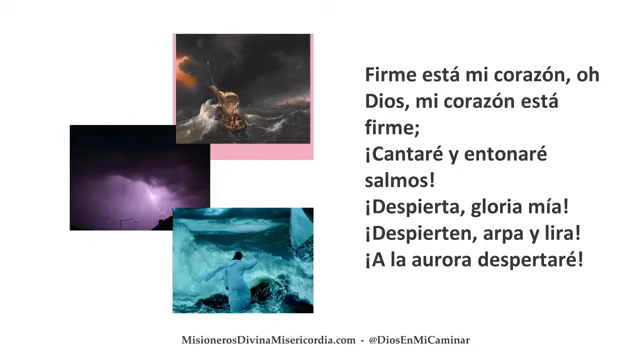 Firme está mi corazón, oh
Dios, mi corazón está
firme;
¡Cantaré y entonaré
salmos!
¡Despierta, gloria mía!
¡Despierten, arpa y lira!
¡A la aurora despertaré!
MisionerosDivinaMisericordia.com - @DiosEnMiCaminar